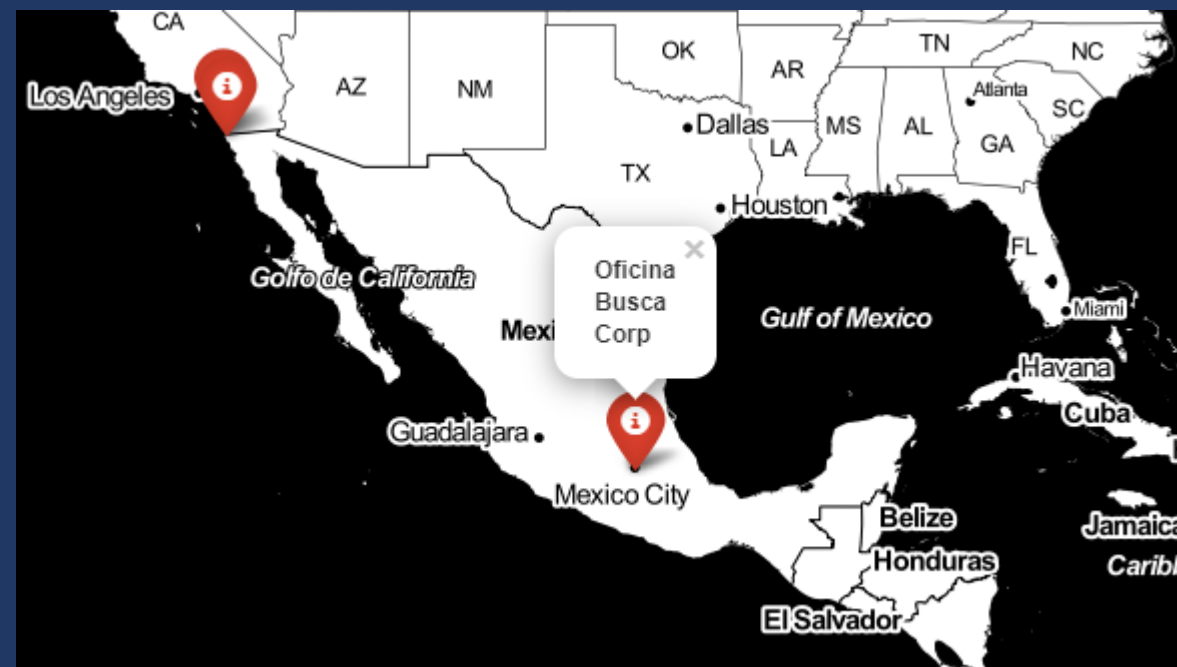 CA
OK
TN
NC
AZ
NM
AR
Los Angeles
Atlanta
Dallas
MS
AL
SC
LA
GA
TX
Houston
FL
Oficina
Busca
Corp
×
Golfo de California
Miami
Gulf of Mexico
Mexi
Havana
Cuba
Guadalajara
Mexico City
Belize
Jamaica
Honduras
Caribb
El Salvador